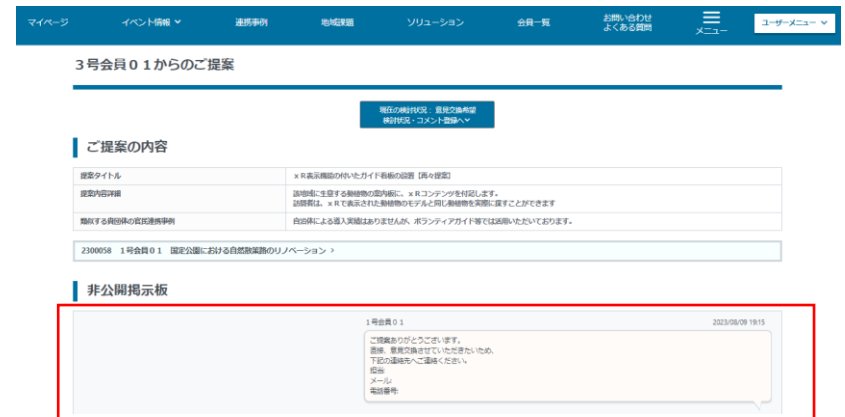 マイページ
イベント情報
連携事例
地域課題
ソリューション
会員一覧
お問い合わせ
よくある質問
メニュー
ユーザーメニュー
３号会員０１からのご提案
現在の検討状況： 意見交換希望
検討状況・コメント登録へ
ご提案の内容
提案タイトル
ｘＲ表示機能の付いたガイド看板の設置【再々提案】
提案内容詳細
該地域に生息する動植物の案内板に、ｘＲコンテンツを付記します。
訪問者は、ｘＲで表示された動植物のモデルと同じ動植物を実際に探すことができます
類似する貴団体の官民連携事例
自治体による導入実績はありませんが、ボランティアガイド等では活用いただいております。
2300058 １号会員０１ 国定公園における自然散策路のリノベーション
非公開掲示板
１号会員０１
2023/08/09 19:15
ご提案ありがとうございます。
直接、意見交換させていただきたいため、
下記の連絡先へご連絡ください。
担当:
メール:
電話番号: